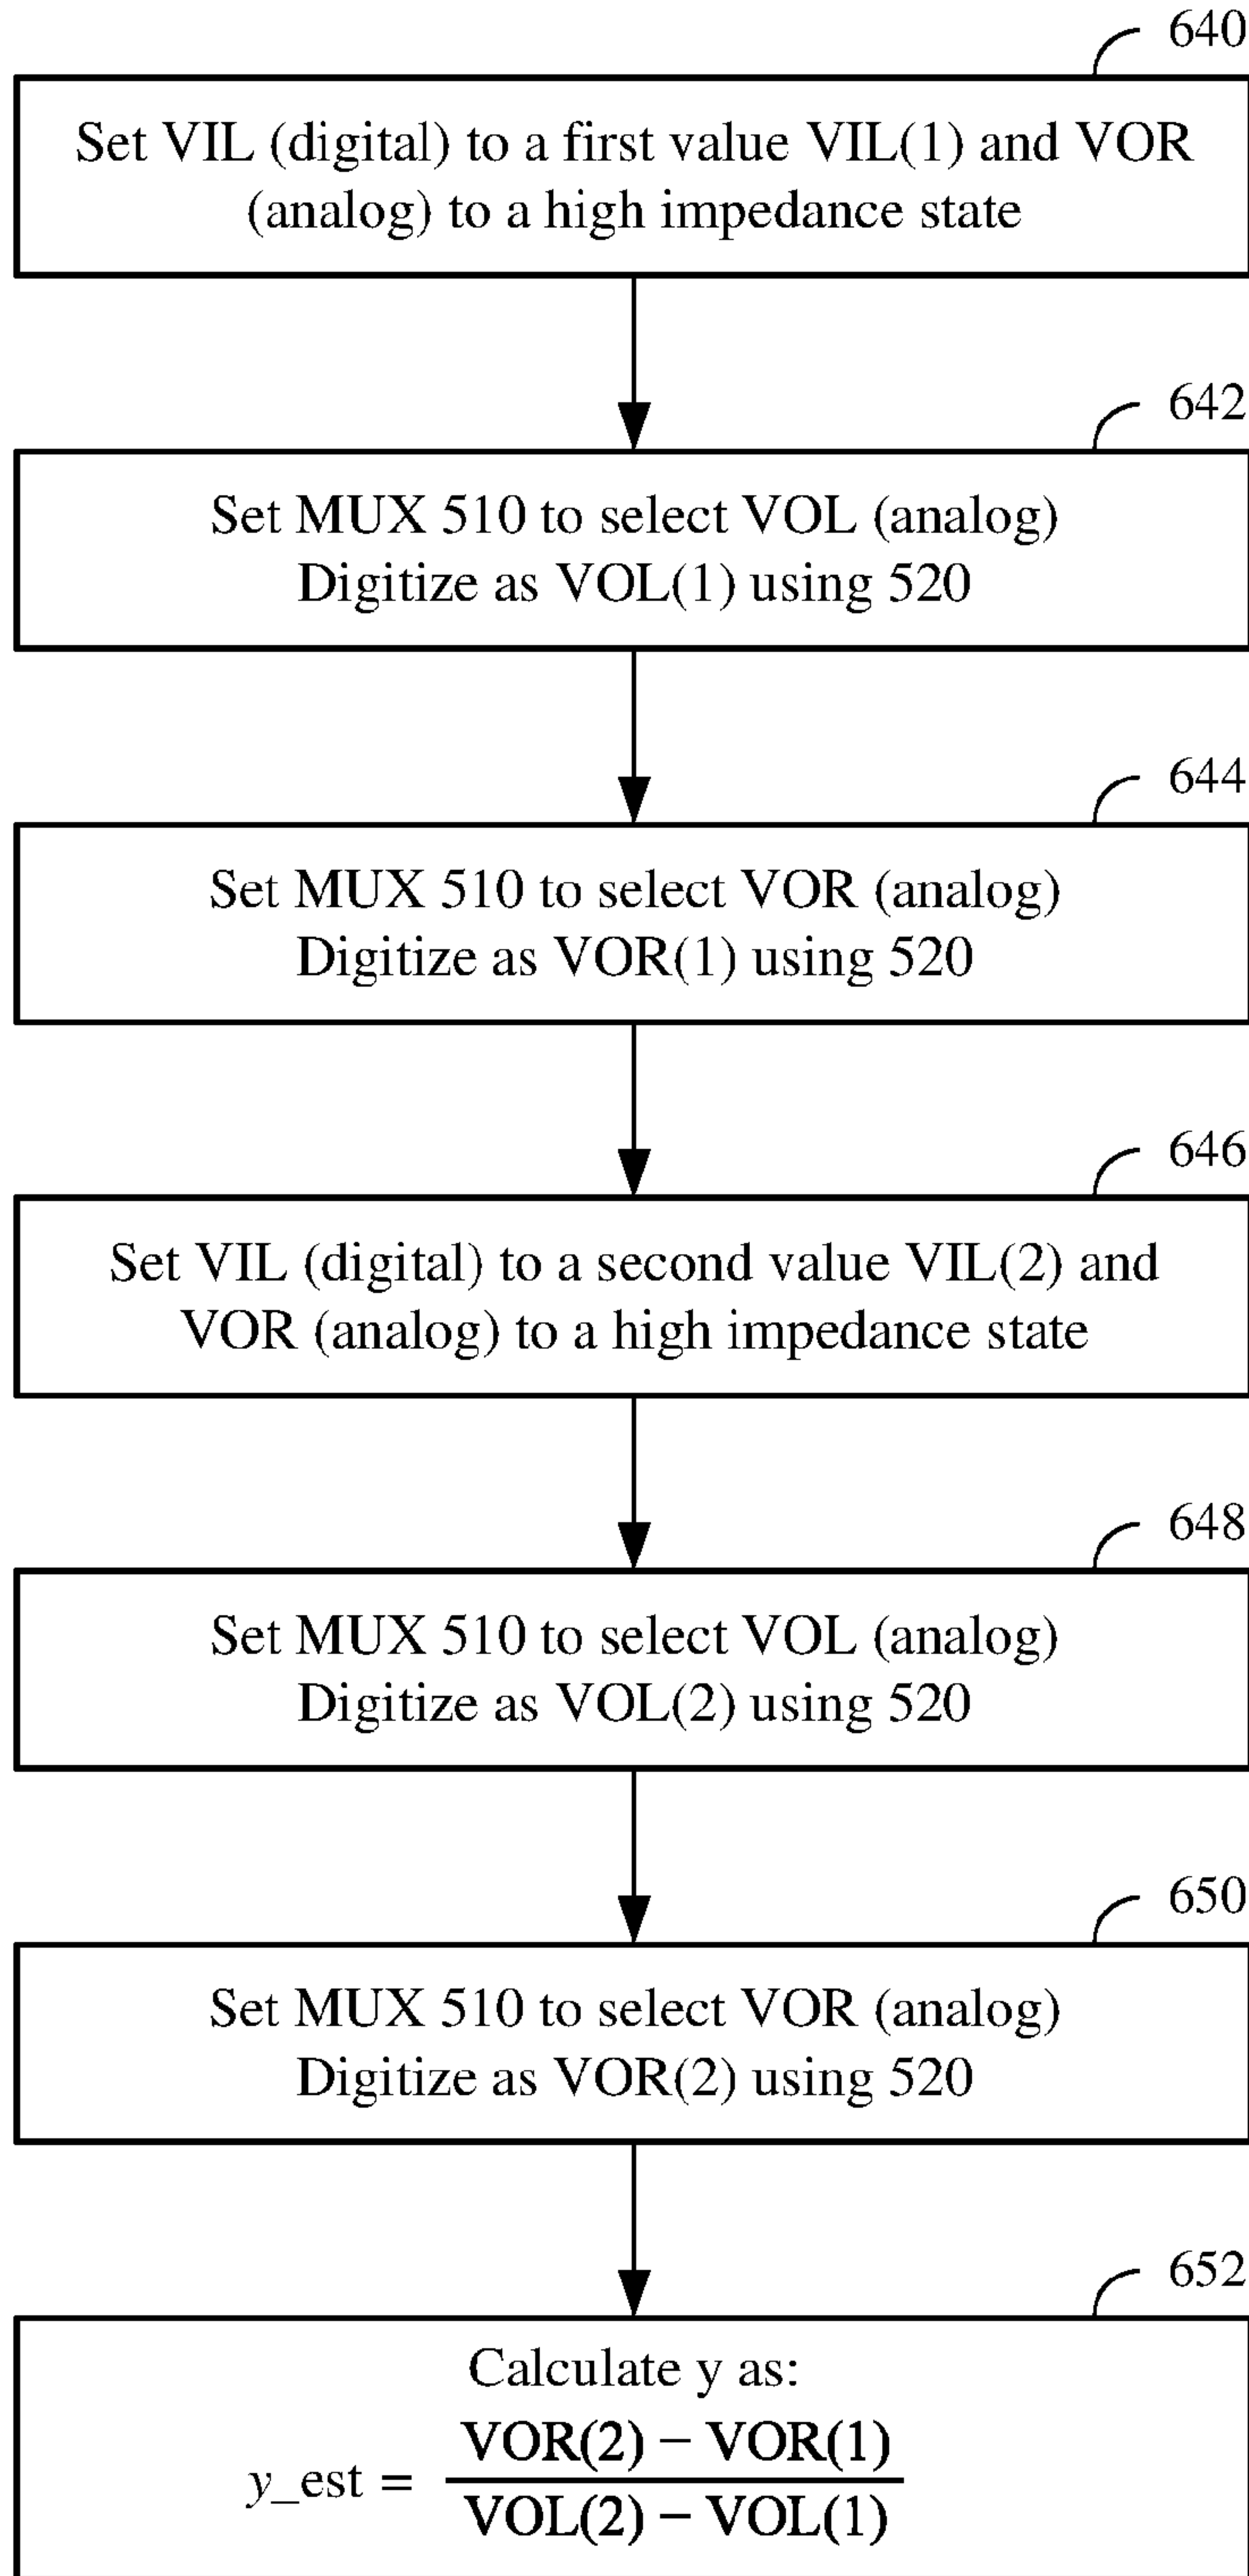 640
Set VIL (digital) to a first value VIL(1) and VOR
(analog) to a high impedance state
642
Set MUX 510 to select VOL (analog)
Digitize as VOL(1) using 520
644
Set MUX 510 to select VOR (analog)
Digitize as VOR(1) using 520
646
Set VIL (digital) to a second value VIL(2) and
VOR (analog) to a high impedance state
648
Set MUX 510 to select VOL (analog)
Digitize as VOL(2) using 520
650
Set MUX 510 to select VOR (analog)
Digitize as VOR(2) using 520
652
Calculate y as:
VOR(2) – VOR(1)
y_est =
VOL(2) – VOL(1)